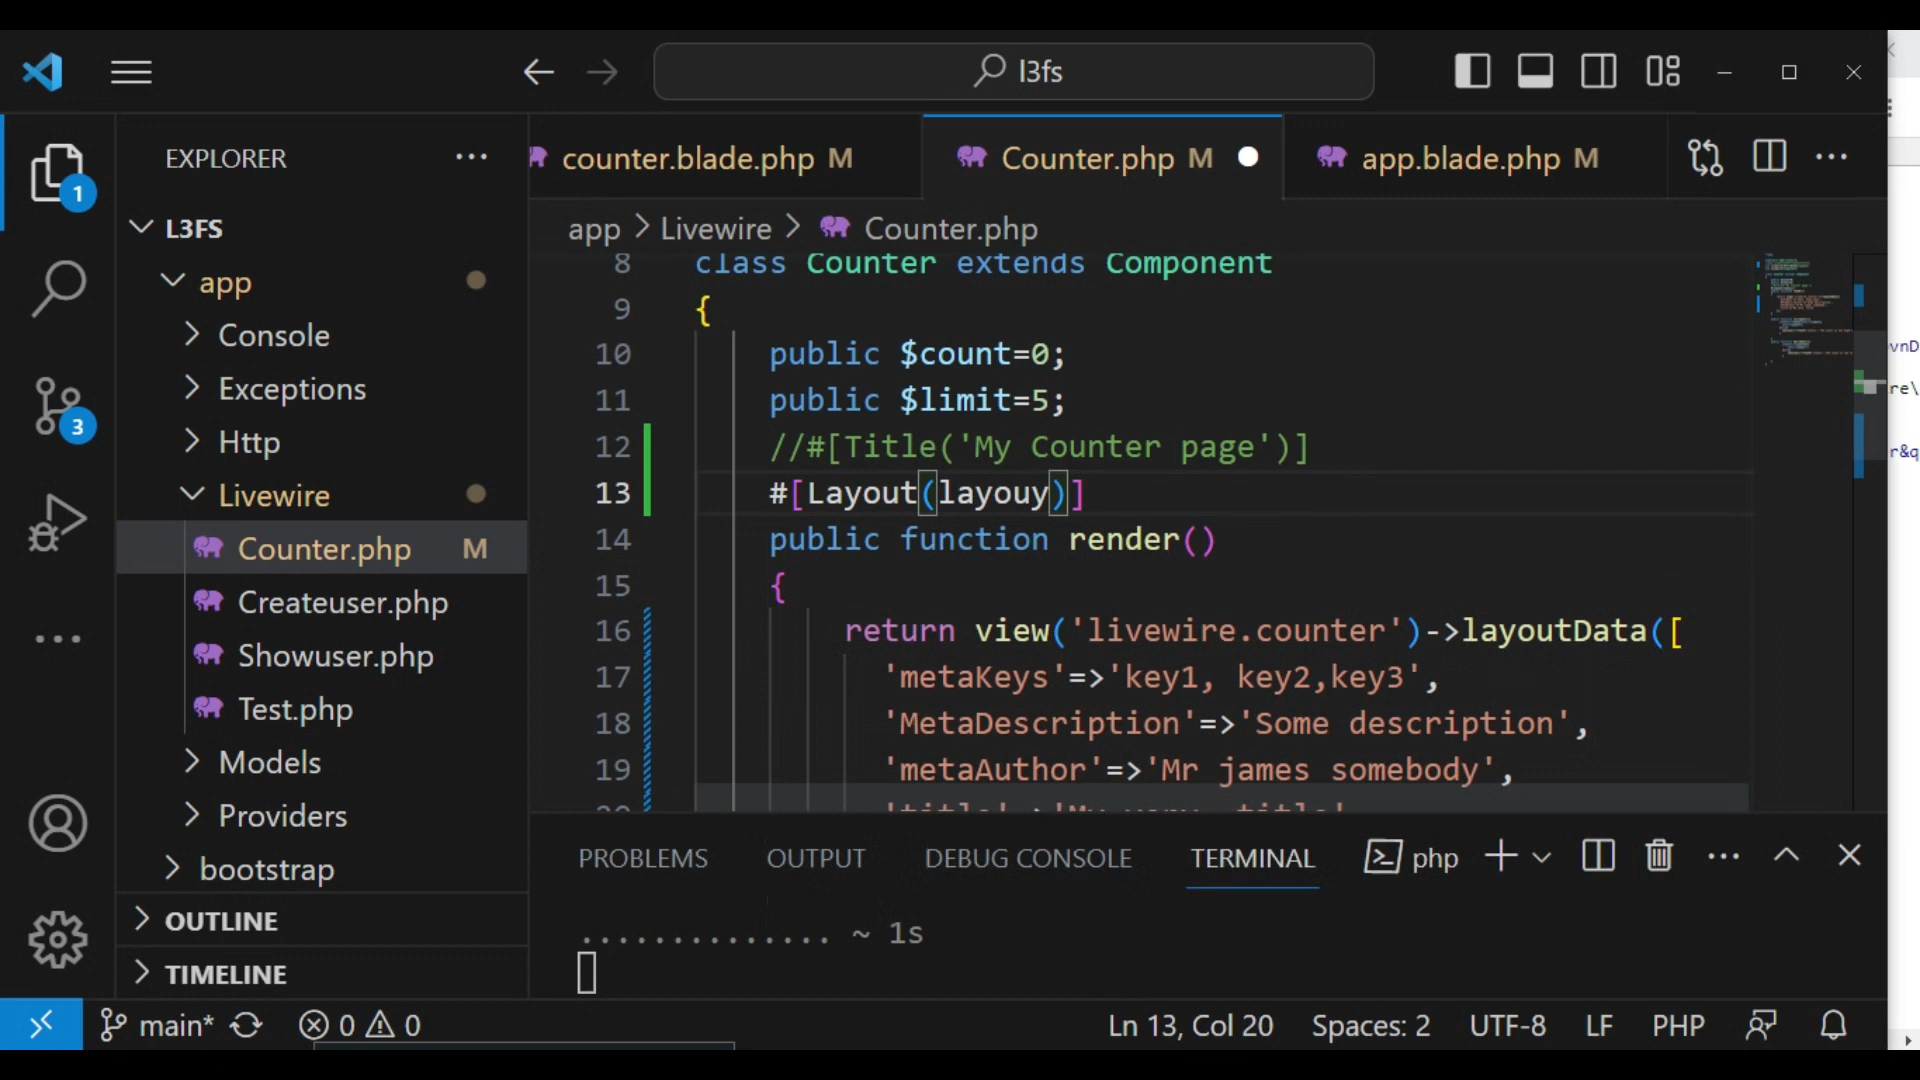 l3fs
EXPLORER
counter.blade.php M
Counter.php M
app.blade.php M
1
L3FS
app > Livewire > Counter.php
app
Console
Exceptions
Http
Livewire
Counter.php M
Createuser.php
Showuser.php
Test.php
Models
Providers
bootstrap
OUTLINE
TIMELINE
3
8 class Counter extends Component
9 {
10 public $count=0;
11 public $limit=5;
12 //#[Title('My Counter page')]
13 #[Layout(layouy)]
14 public function render()
15 {
16 return view('livewire.counter')->layoutData([
17 'metaKeys'=>'key1, key2,key3',
18 'MetaDescription'=>'Some description',
19 'metaAuthor'=>'Mr james somebody',
vnD
re\
r&q
PROBLEMS OUTPUT DEBUG CONSOLE TERMINAL php
.............. ~ 1s
main* 0 0 Ln 13, Col 20 Spaces: 2 UTF-8 LF PHP